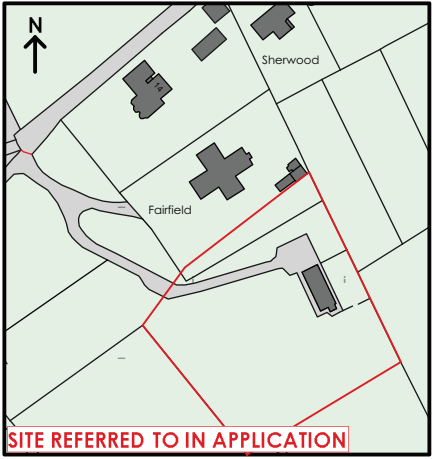 N
Sherwood
14
Fairfield
SITE REFERRED TO IN APPLICATION